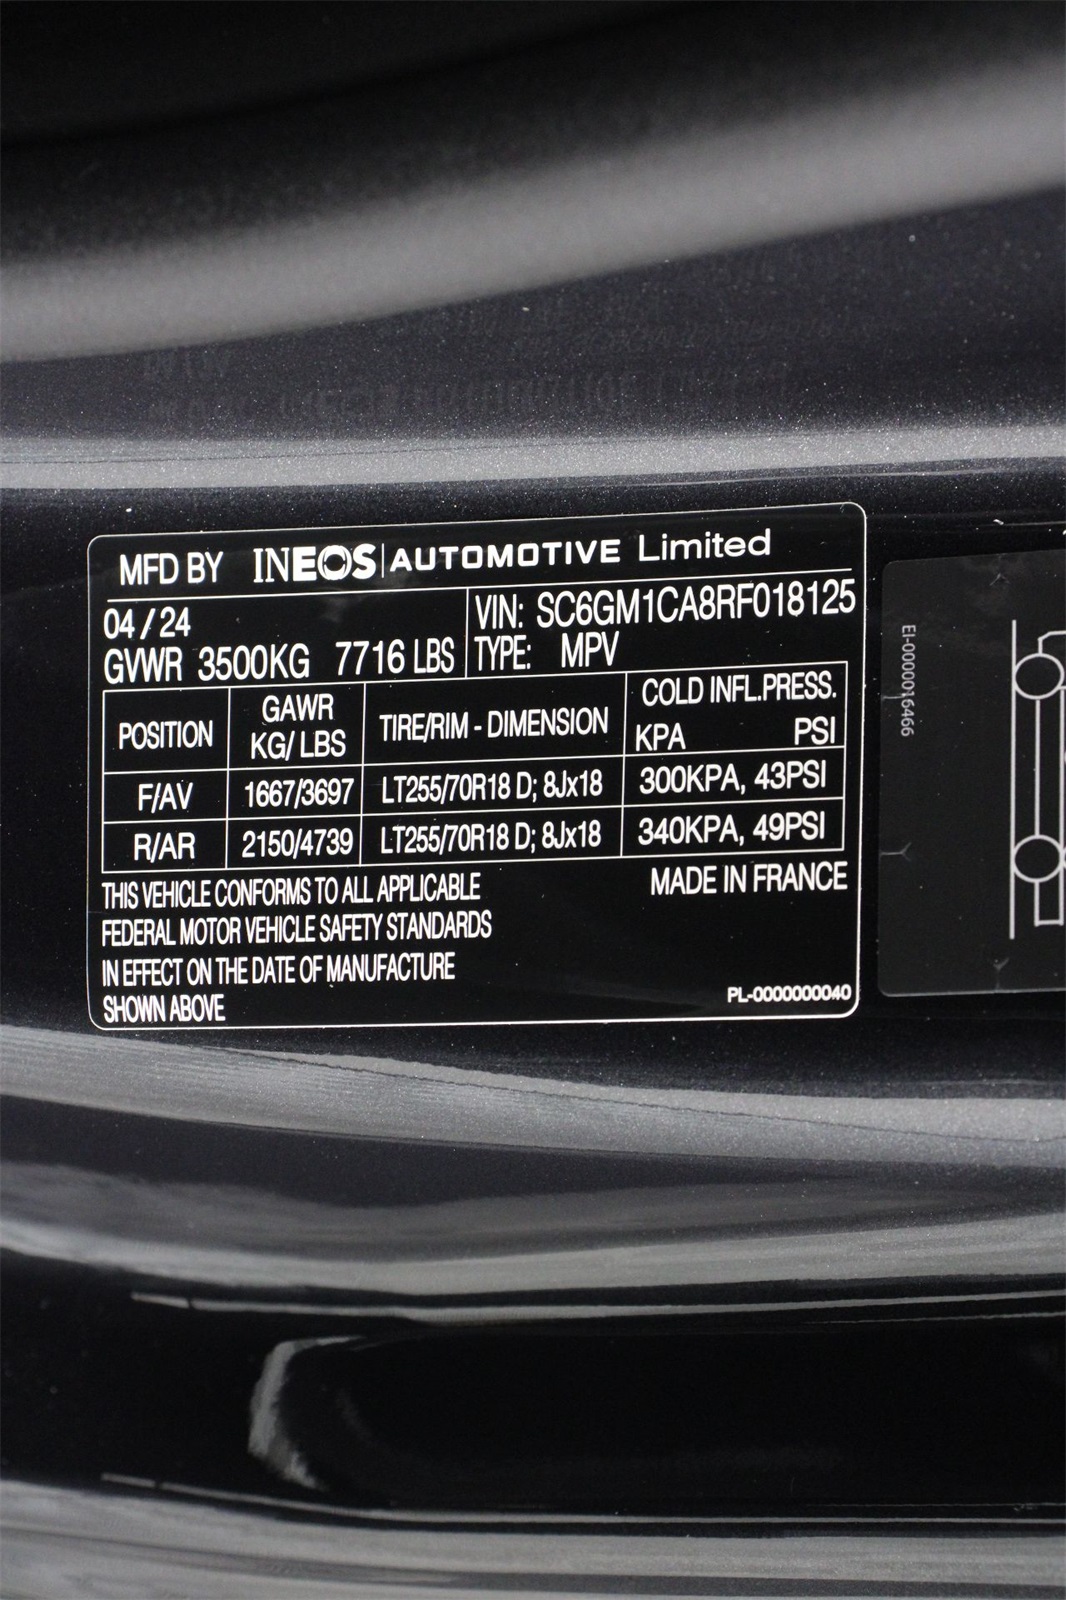 MFD BY INEOS AUTOMOTIVE Limited
04/24
GVWR 3500KG 7716 LBS
VIN: SC6GM1CA8RF018125
TYPE: MPV
POSITION GAWR KG/LBS TIRE/RIM - DIMENSION COLD INFL.PRESS. KPA PSI
F/AV 1667/3697 LT255/70R18 D; 8Jx18 300KPA, 43PSI
R/AR 2150/4739 LT255/70R18 D; 8Jx18 340KPA, 49PSI
THIS VEHICLE CONFORMS TO ALL APPLICABLE
FEDERAL MOTOR VEHICLE SAFETY STANDARDS
IN EFFECT ON THE DATE OF MANUFACTURE
SHOWN ABOVE
MADE IN FRANCE
PL-0000000040
EI-0000016466